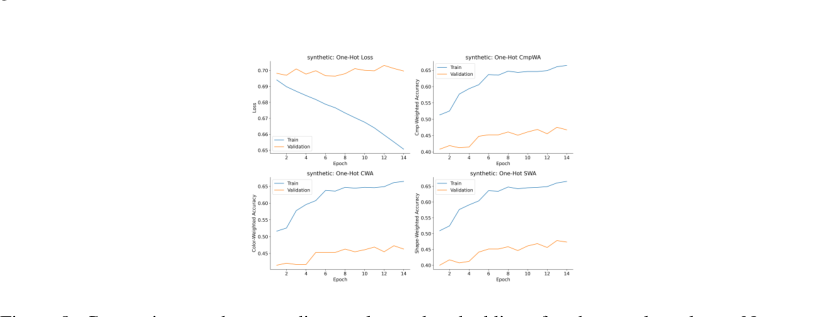 synthetic: One-Hot Loss
0.70
0.69
0.68
0.67
0.66
0.65
Loss
Train
Validation
2 4 6 8 10 12 14
Epoch
synthetic: One-Hot CmpWA
0.65
0.60
0.55
0.50
0.45
0.40
Cmp-Weighted Accuracy
Train
Validation
2 4 6 8 10 12 14
Epoch
synthetic: One-Hot CWA
0.65
0.60
0.55
0.50
0.45
Color-Weighted Accuracy
Train
Validation
2 4 6 8 10 12 14
Epoch
synthetic: One-Hot SWA
0.65
0.60
0.55
0.50
0.45
0.40
Shape-Weighted Accuracy
Train
Validation
2 4 6 8 10 12 14
Epoch